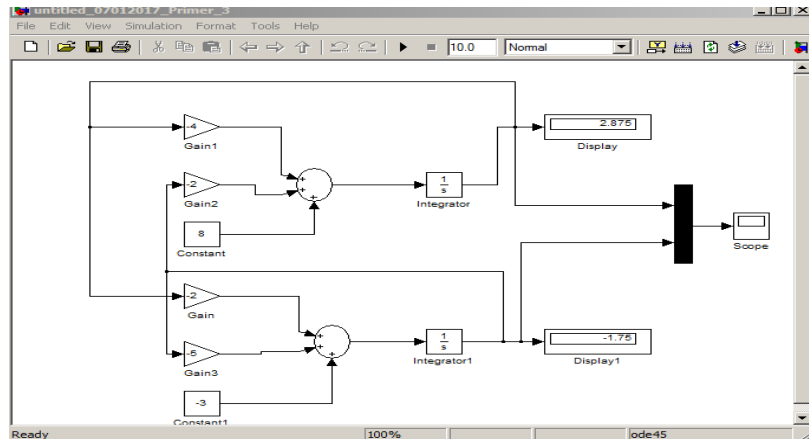 untitled_07012017_Primer_3
File Edit View Simulation Format Tools Help
10.0 Normal
-4
Gain1
-2
Gain2
8
Constant
1
s
Integrator
2.875
Display
Scope
-2
Gain
-5
Gain3
-3
Constant1
1
s
Integrator1
-1.75
Display1
Ready 100% ode45